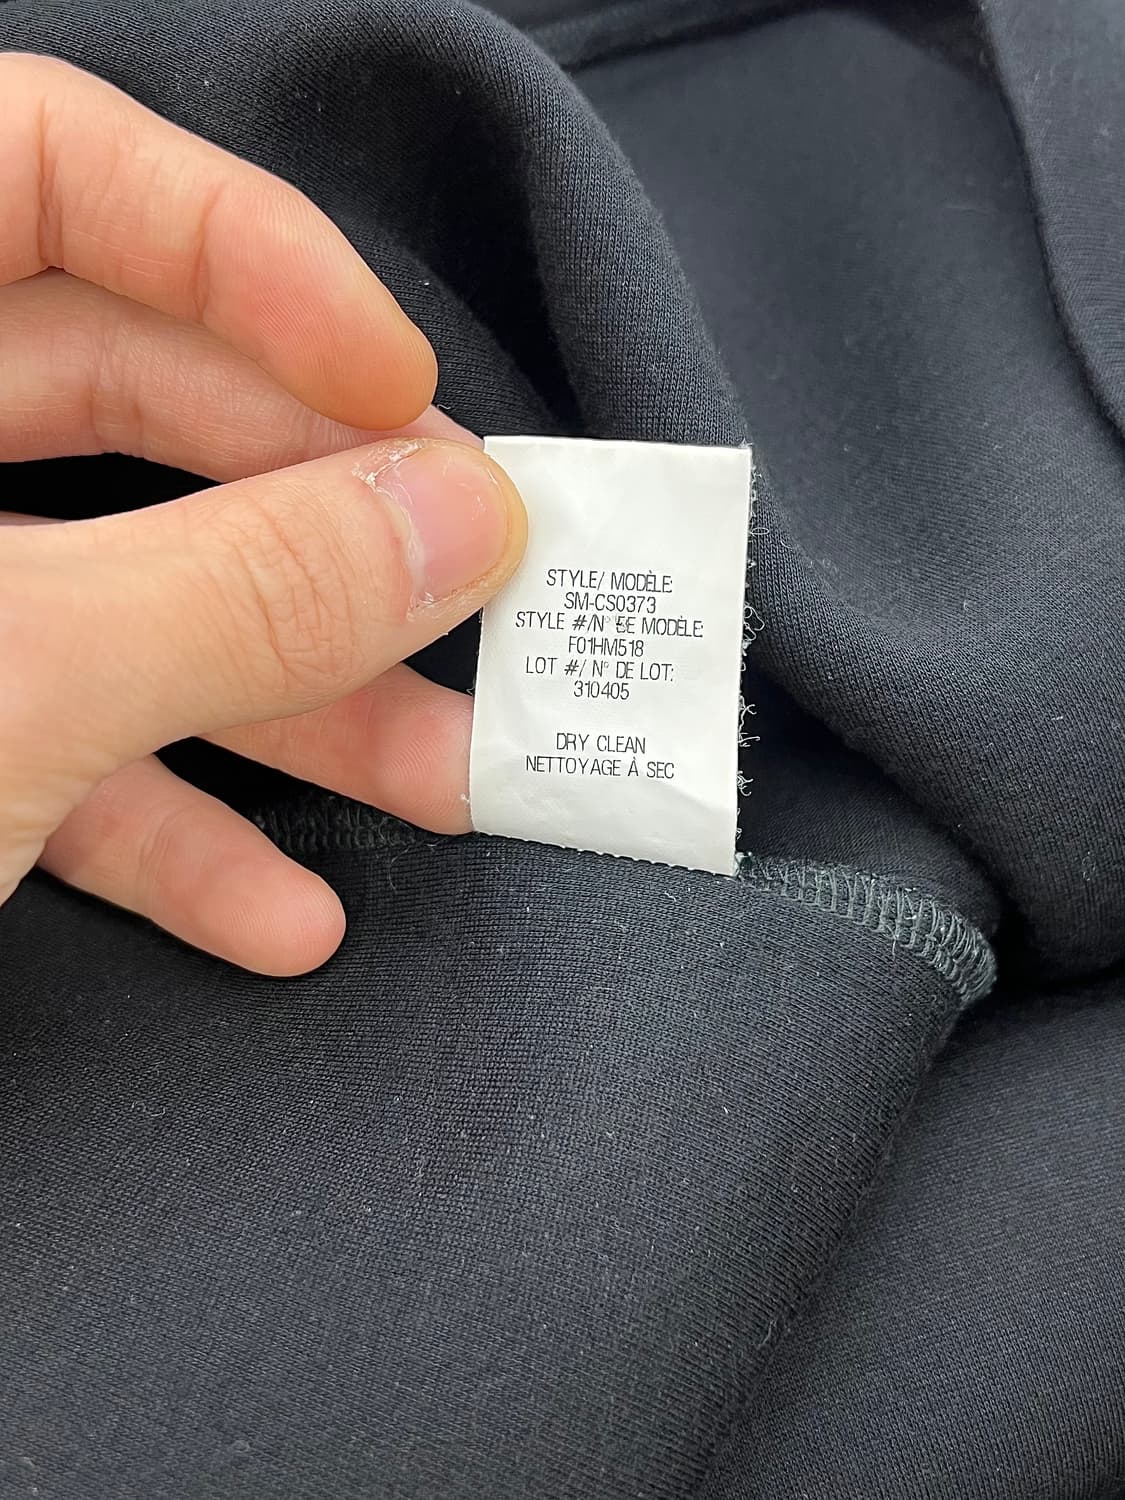 STYLE/ MODÈLE:
SM-CS0373
STYLE #/N° DE MODÈLE:
F01HM518
LOT #/ N° DE LOT:
310405
DRY CLEAN
NETTOYAGE À SEC